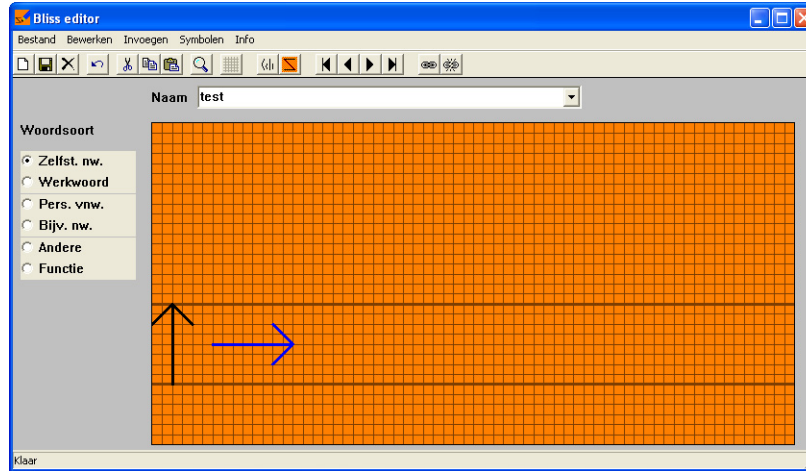 Bliss editor
Bestand Bewerken Invoegen Symbolen Info
Naam test
Woordsoort
Zelfst. nw.
Werkwoord
Pers. vnw.
Bijv. nw.
Andere
Functie
Klaar